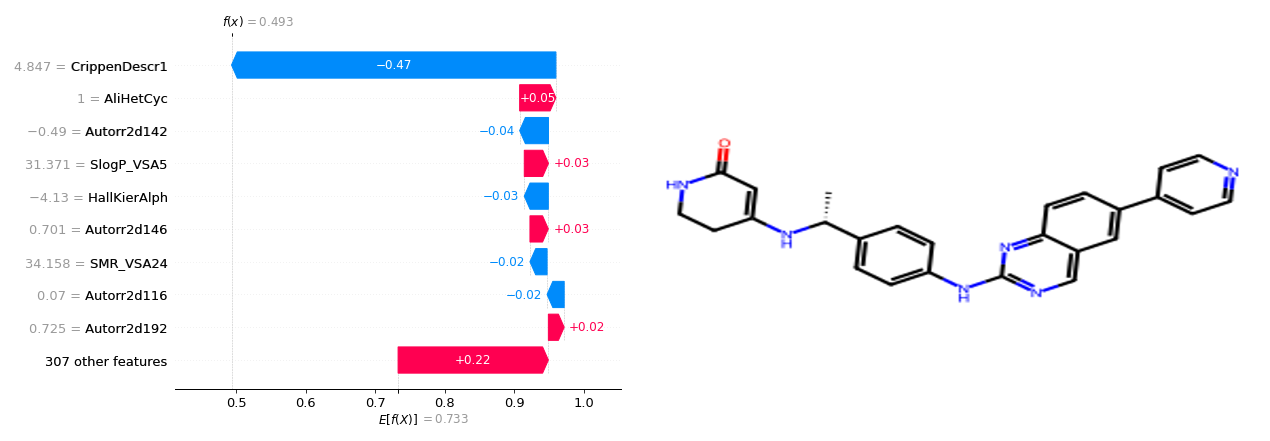 f(x) = 0.493
4.847 = CrippenDescr1
−0.47
1 = AliHetCyc
+0.05
−0.49 = Autorr2d142
−0.04
31.371 = SlogP_VSA5
+0.03
−4.13 = HallKierAlph
−0.03
0.701 = Autorr2d146
+0.03
34.158 = SMR_VSA24
−0.02
0.07 = Autorr2d116
−0.02
0.725 = Autorr2d192
+0.02
307 other features
+0.22
0.5 0.6 0.7 0.8 0.9 1.0
E[f(X)] = 0.733
O
HN
N
H
N
H
N
N
N